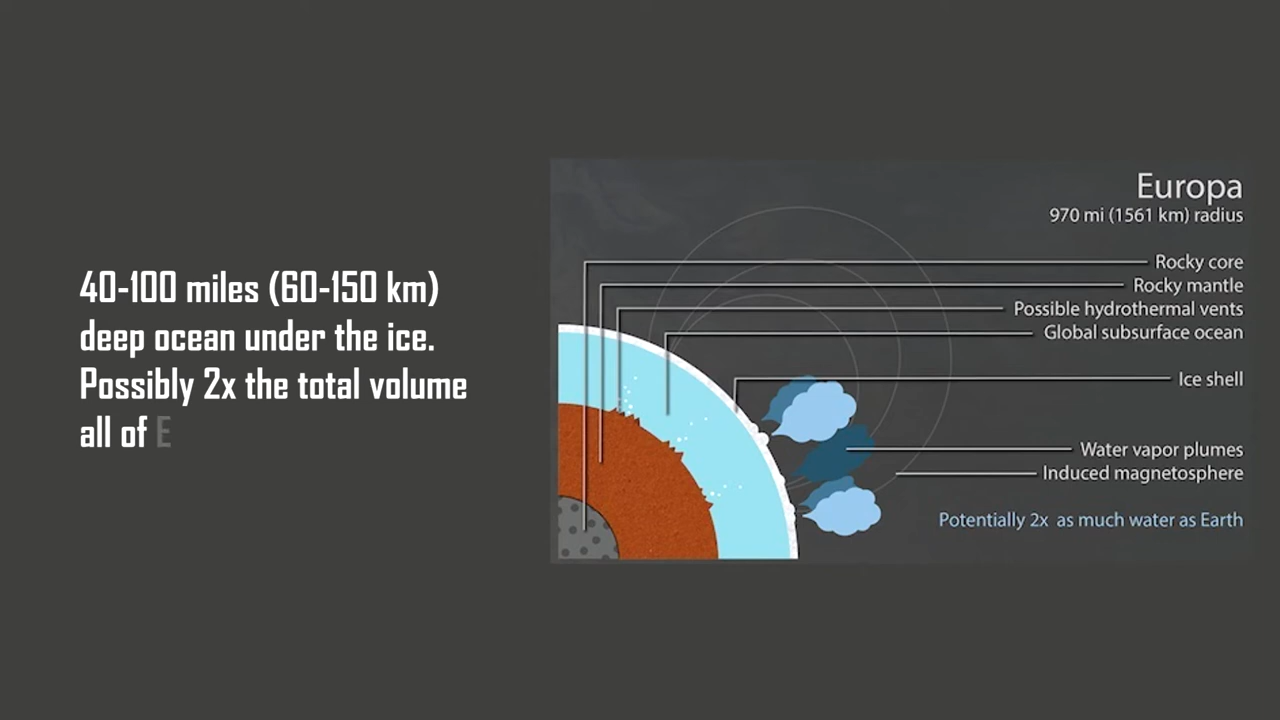 40-100 miles (60-150 km)
deep ocean under the ice.
Possibly 2x the total volume
all of E
Europa
970 mi (1561 km) radius
Rocky core
Rocky mantle
Possible hydrothermal vents
Global subsurface ocean
Ice shell
Water vapor plumes
Induced magnetosphere
Potentially 2x as much water as Earth